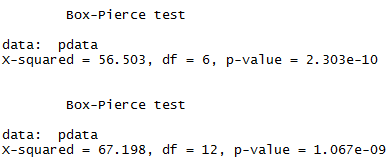 Box-Pierce test
data:  pdata
X-squared = 56.503, df = 6, p-value = 2.303e-10
Box-Pierce test
data:  pdata
X-squared = 67.198, df = 12, p-value = 1.067e-09